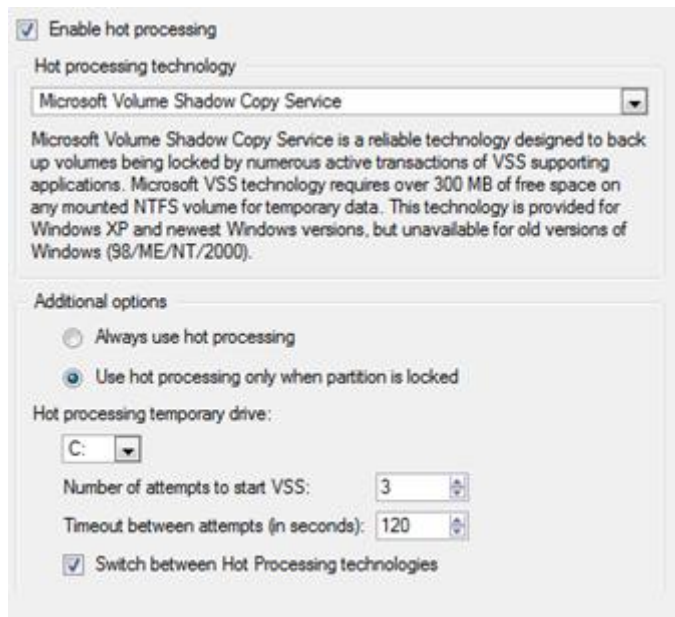 Enable hot processing
Hot processing technology
Microsoft Volume Shadow Copy Service
Microsoft Volume Shadow Copy Service is a reliable technology designed to back
up volumes being locked by numerous active transactions of VSS supporting
applications. Microsoft VSS technology requires over 300 MB of free space on
any mounted NTFS volume for temporary data. This technology is provided for
Windows XP and newest Windows versions, but unavailable for old versions of
Windows (98/ME/NT/2000).
Additional options
Always use hot processing
Use hot processing only when partition is locked
Hot processing temporary drive:
C:
Number of attempts to start VSS: 3
Timeout between attempts (in seconds): 120
Switch between Hot Processing technologies